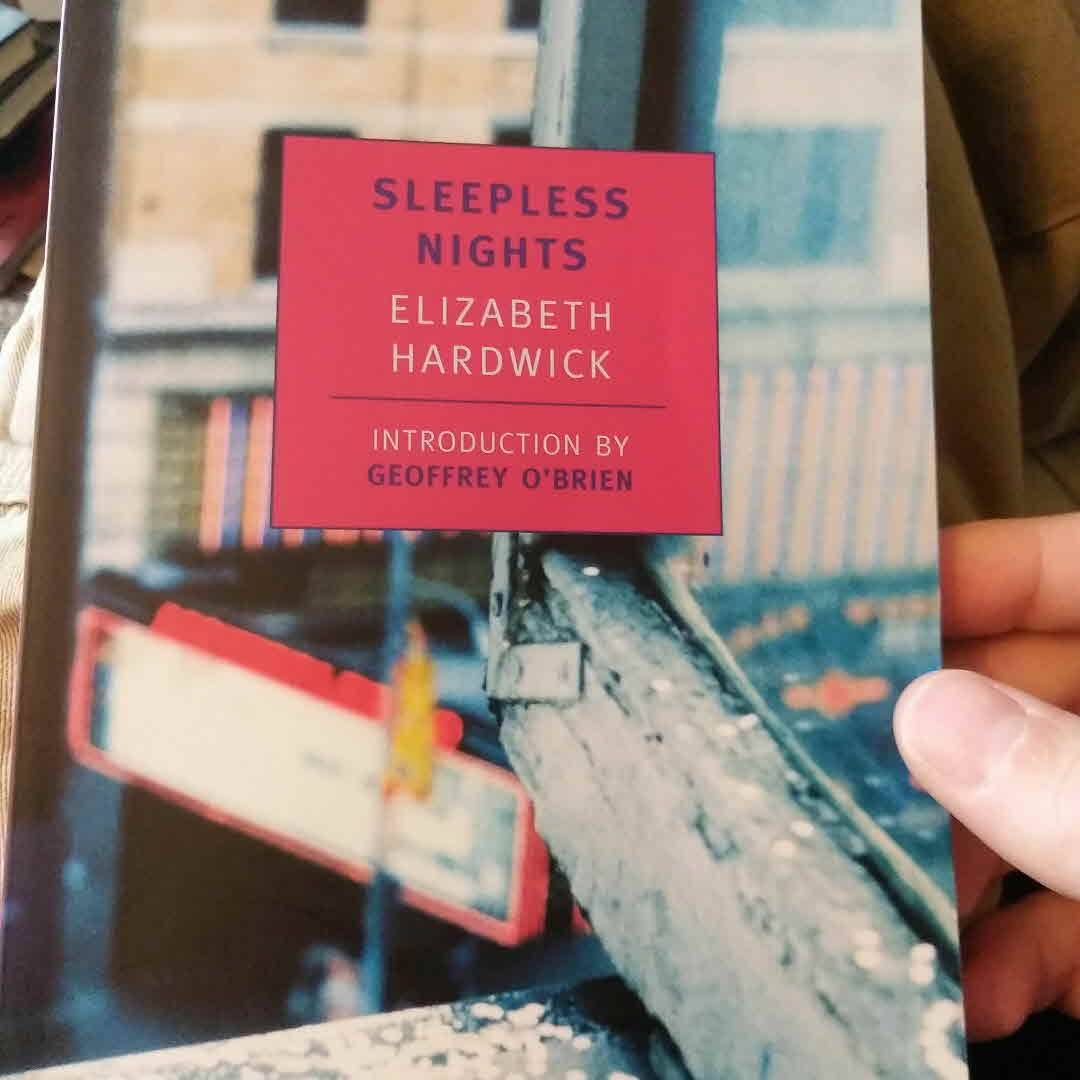 SLEEPLESS
NIGHTS
ELIZABETH
HARDWICK
INTRODUCTION BY
GEOFFREY O'BRIEN